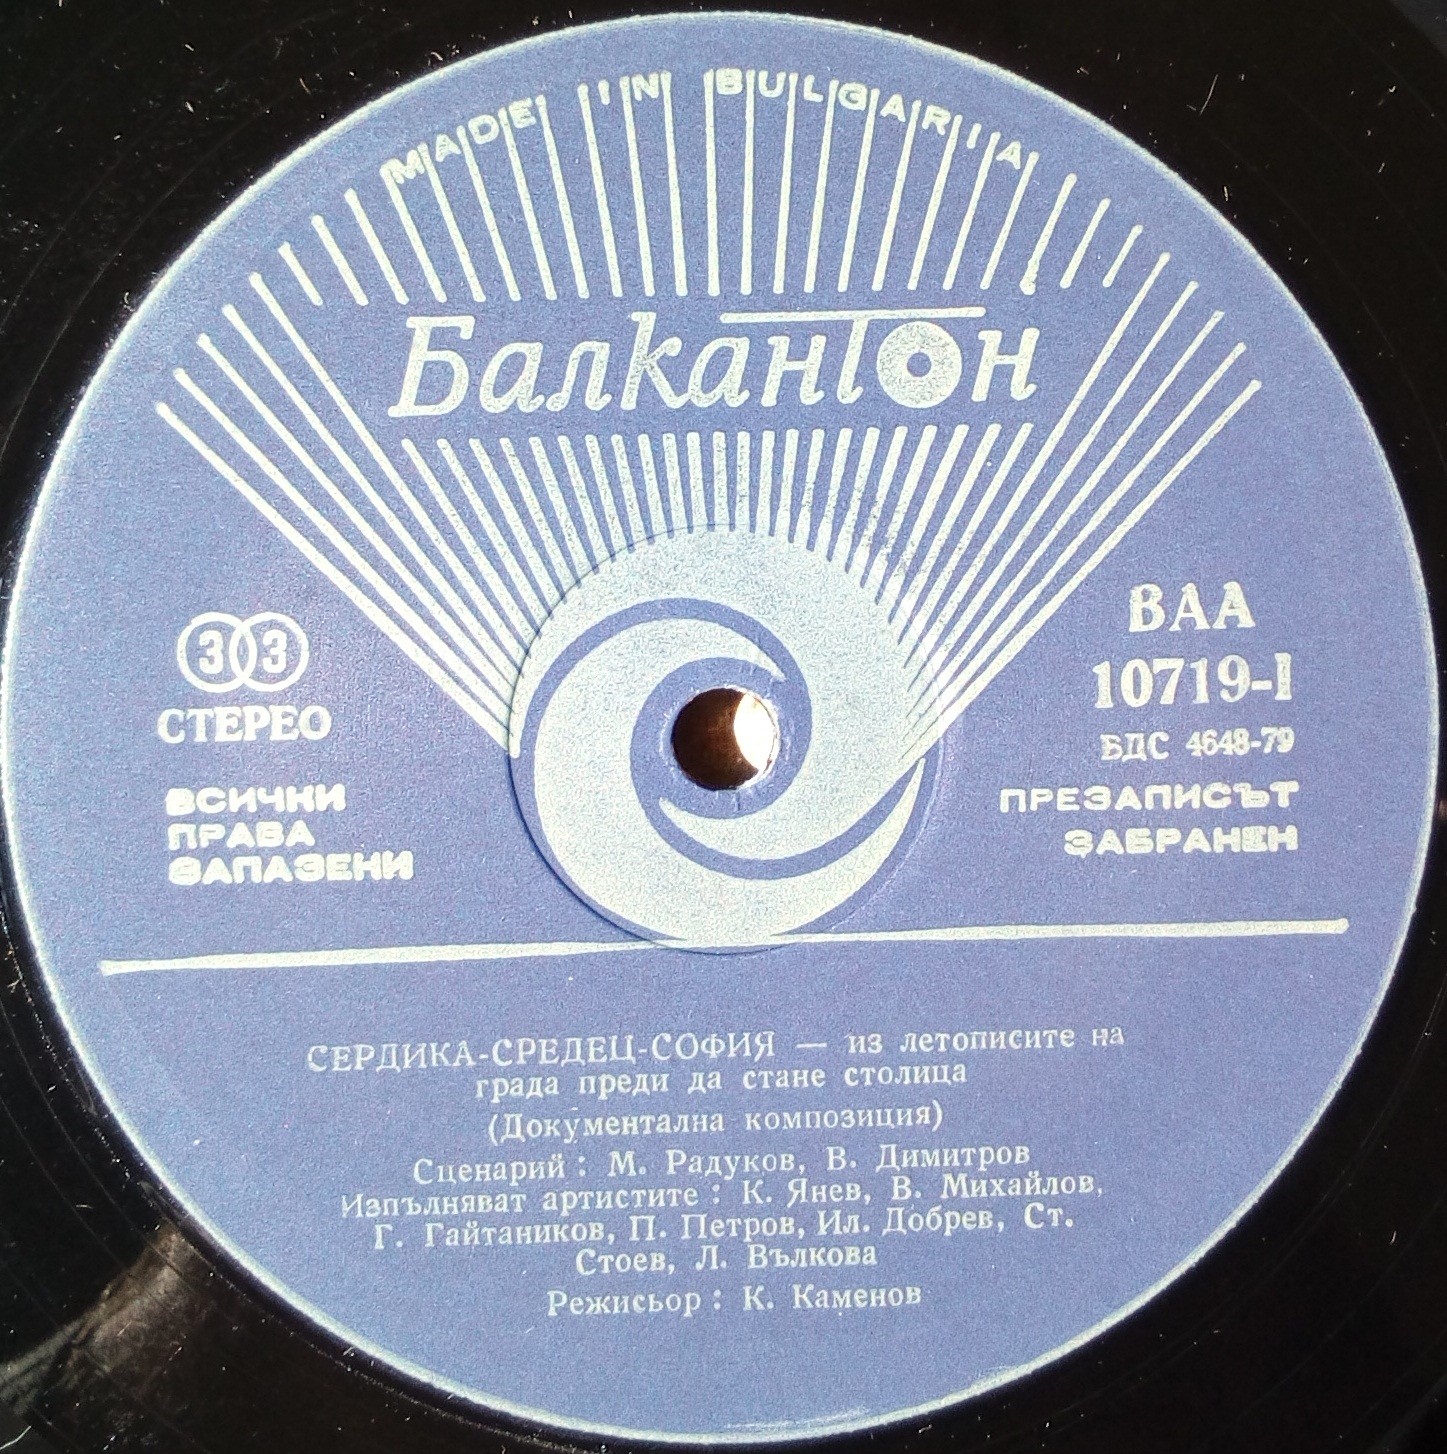 MADE IN BULGARIA
Балкантон
33
СТЕРЕО
ВСИЧКИ
ПРАВА
ЗАПАЗЕНИ
ВАА
10719-I
БДС 4648-79
ПРЕЗАПИСЪТ
ЗАБРАНЕН
СЕРДИКА-СРЕДЕЦ-СОФИЯ — из летописите на
града преди да стане столица
(Документална композиция)
Сценарий: М. Радуков, В. Димитров
Изпълняват артистите: К. Янев, В. Михайлов,
Г. Гайтаников, П. Петров, Ил. Добрев, Ст.
Стоев, Л. Вълкова
Режисьор: К. Каменов